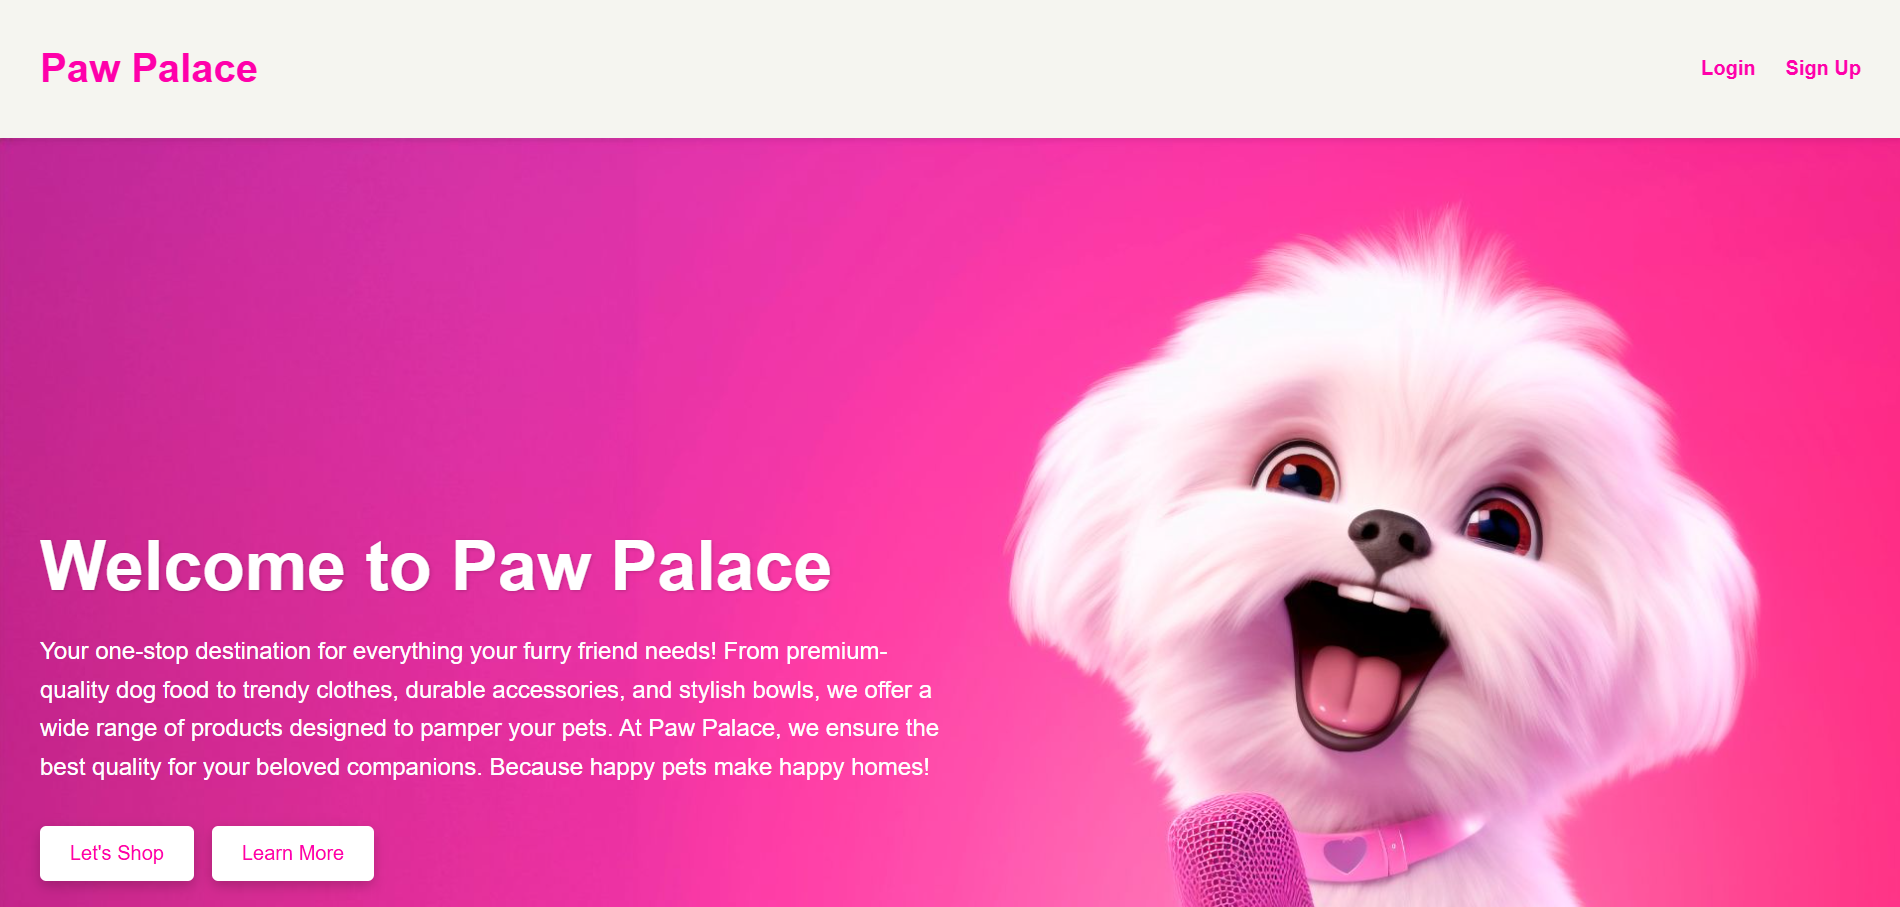 Paw Palace
Login
Sign Up
Welcome to Paw Palace
Your one-stop destination for everything your furry friend needs! From premium-
quality dog food to trendy clothes, durable accessories, and stylish bowls, we offer a
wide range of products designed to pamper your pets. At Paw Palace, we ensure the
best quality for your beloved companions. Because happy pets make happy homes!
Let's Shop
Learn More